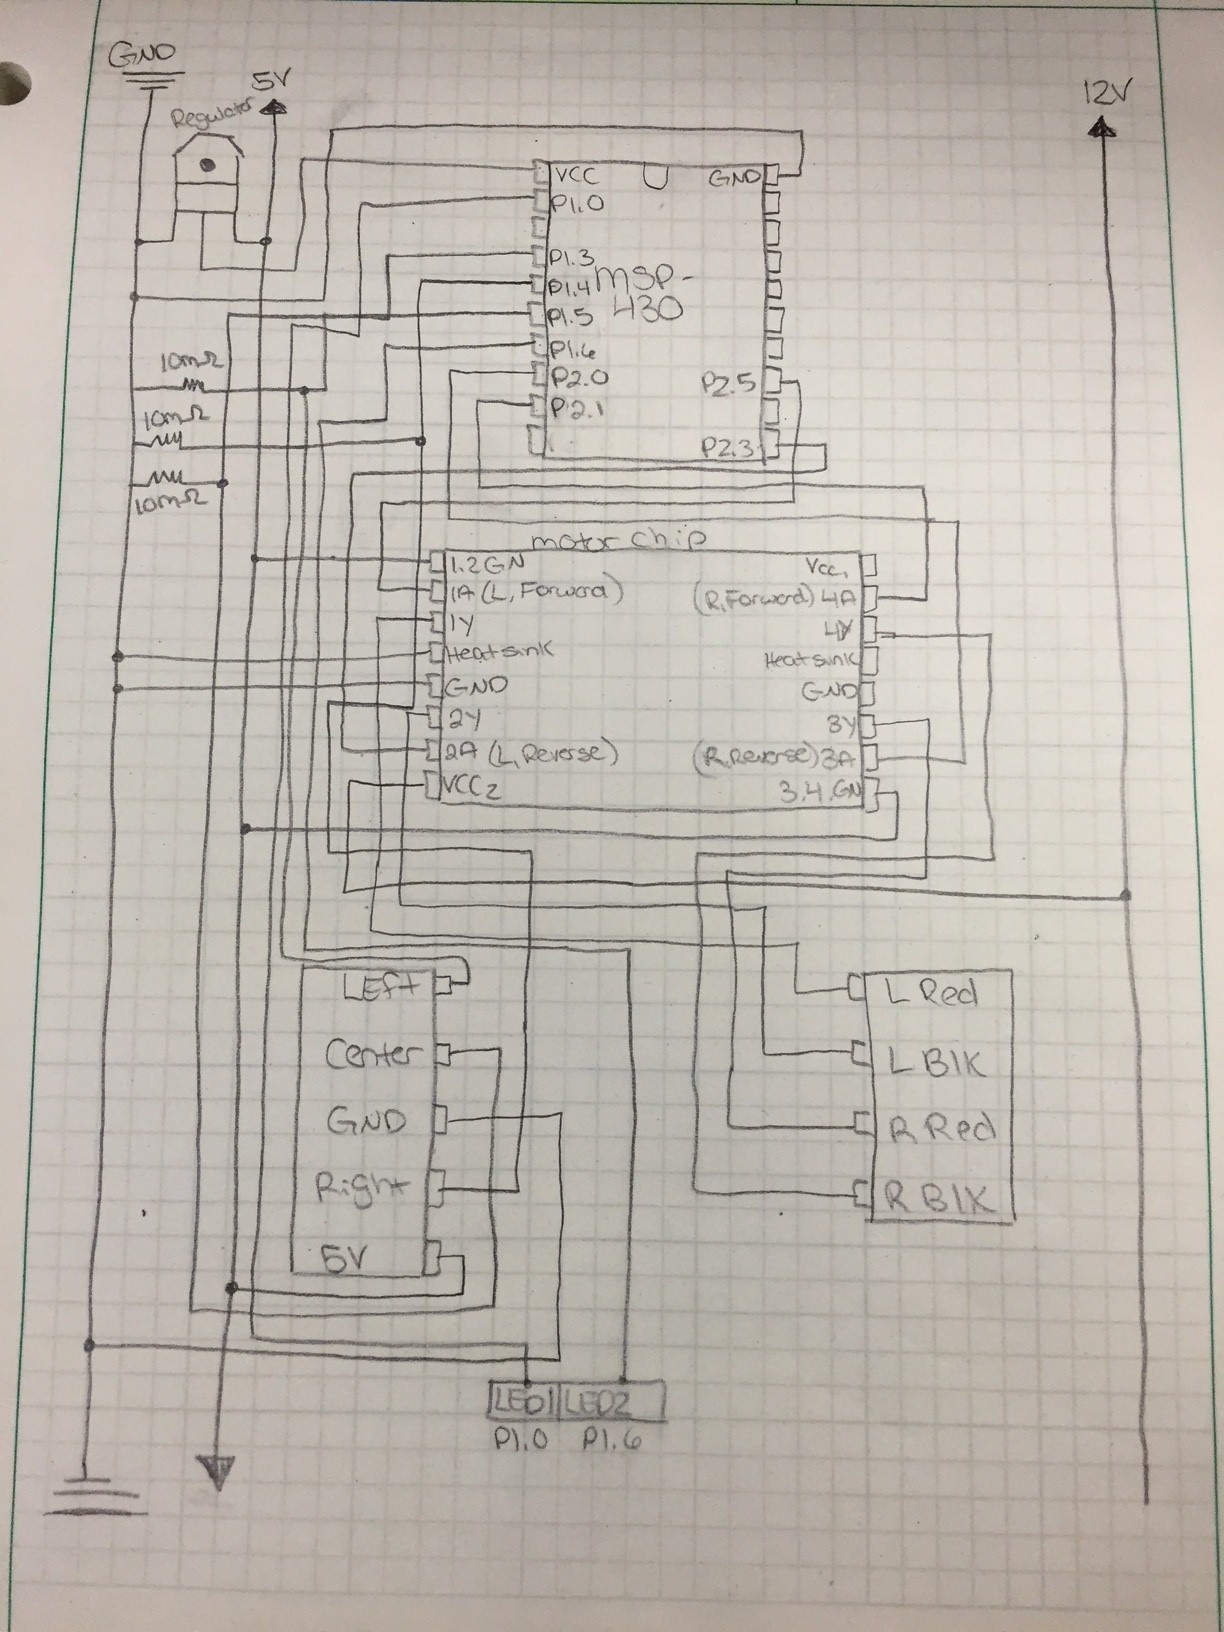 GND
5V
12V
Regulator
VCC
GND
P1.0
P1.3
P1.4
MSP-
430
P1.5
P1.6
P2.0
P2.5
P2.1
P2.3
10mΩ
10mΩ
10mΩ
motor chip
1.2 GN
Vcc1
1A (L, Forward)
(R, Forward) 4A
1Y
4Y
Heat sink
Heat sink
GND
GND
2Y
3Y
2A (L, Reverse)
(R, Reverse) 3A
VCC2
3.4.GN
LEft
Center
GND
Right
5V
L Red
L Blk
R Red
R Blk
LED1 LED2
P1.0 P1.6